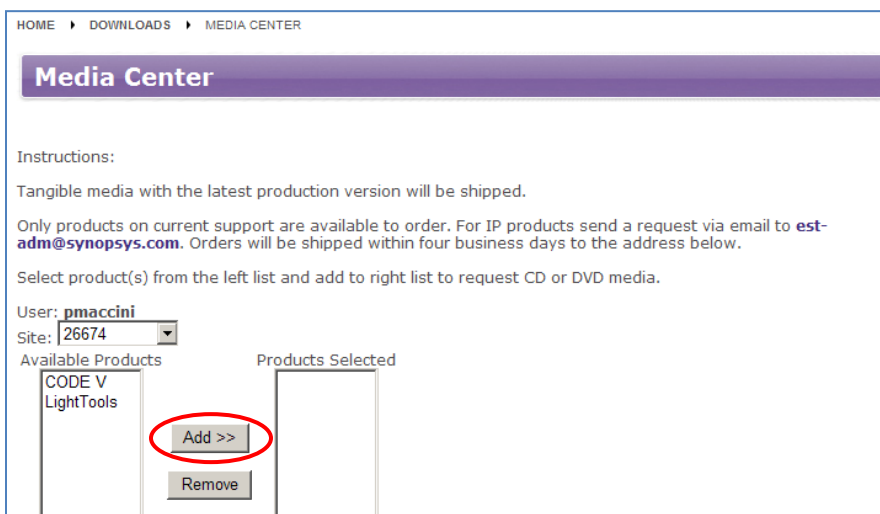 HOME ▸ DOWNLOADS ▸ MEDIA CENTER
Media Center
Instructions:
Tangible media with the latest production version will be shipped.
Only products on current support are available to order. For IP products send a request via email to est-
adm@synopsys.com. Orders will be shipped within four business days to the address below.
Select product(s) from the left list and add to right list to request CD or DVD media.
User: pmaccini
Site: 26674
Available Products Products Selected
CODE V
LightTools
Add >>
Remove